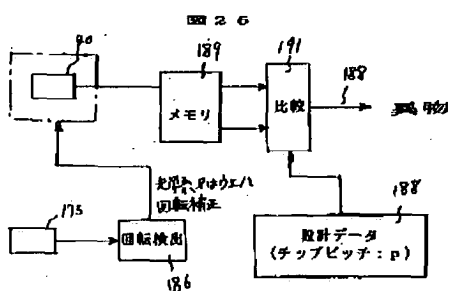 図26
90
189
191
188
メモリ
比較
異物
光学系、又はウエハ
回転補正
175
回転検出
186
188
設計データ
(チップピッチ:p)